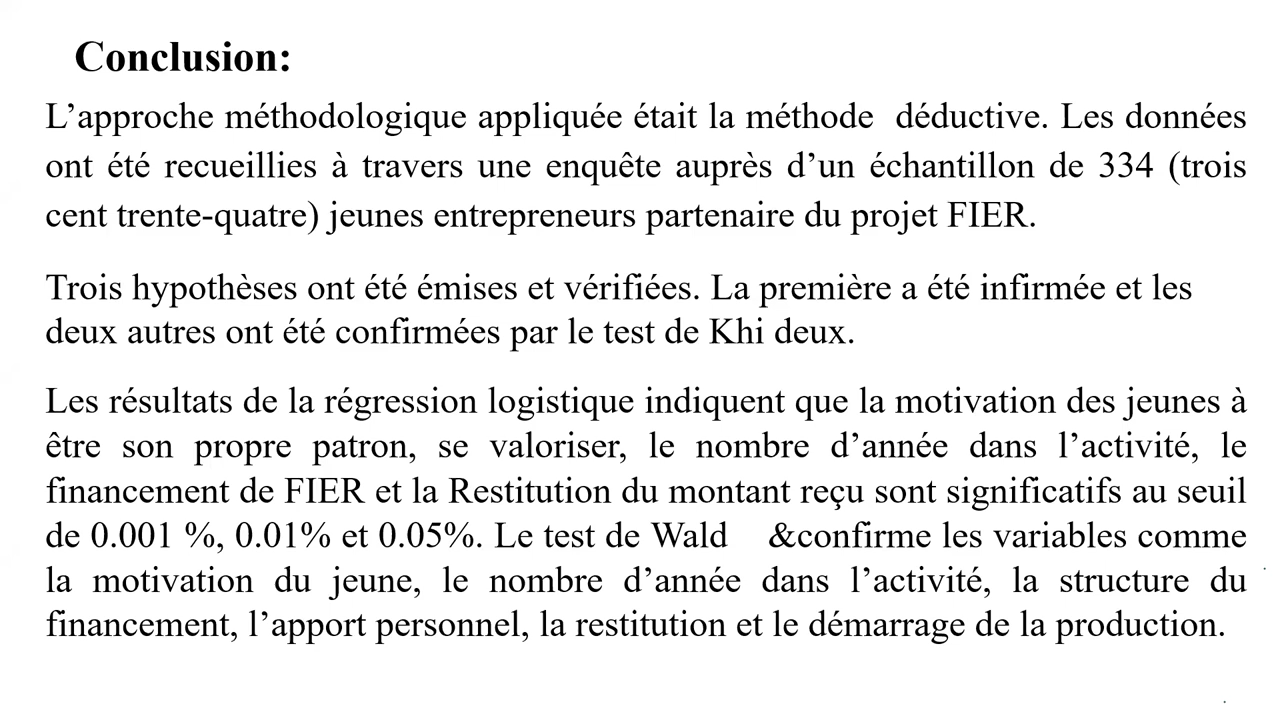 Conclusion:
L’approche méthodologique appliquée était la méthode déductive. Les données
ont été recueillies à travers une enquête auprès d’un échantillon de 334 (trois
cent trente-quatre) jeunes entrepreneurs partenaire du projet FIER.
Trois hypothèses ont été émises et vérifiées. La première a été infirmée et les
deux autres ont été confirmées par le test de Khi deux.
Les résultats de la régression logistique indiquent que la motivation des jeunes à
être son propre patron, se valoriser, le nombre d’année dans l’activité, le
financement de FIER et la Restitution du montant reçu sont significatifs au seuil
de 0.001 %, 0.01% et 0.05%. Le test de Wald &confirme les variables comme
la motivation du jeune, le nombre d’année dans l’activité, la structure du
financement, l’apport personnel, la restitution et le démarrage de la production.